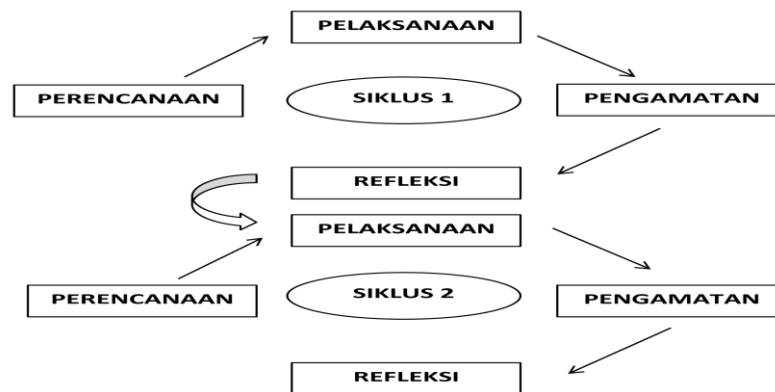 PELAKSANAAN
PERENCANAAN
SIKLUS 1
PENGAMATAN
REFLEKSI
PELAKSANAAN
PERENCANAAN
SIKLUS 2
PENGAMATAN
REFLEKSI